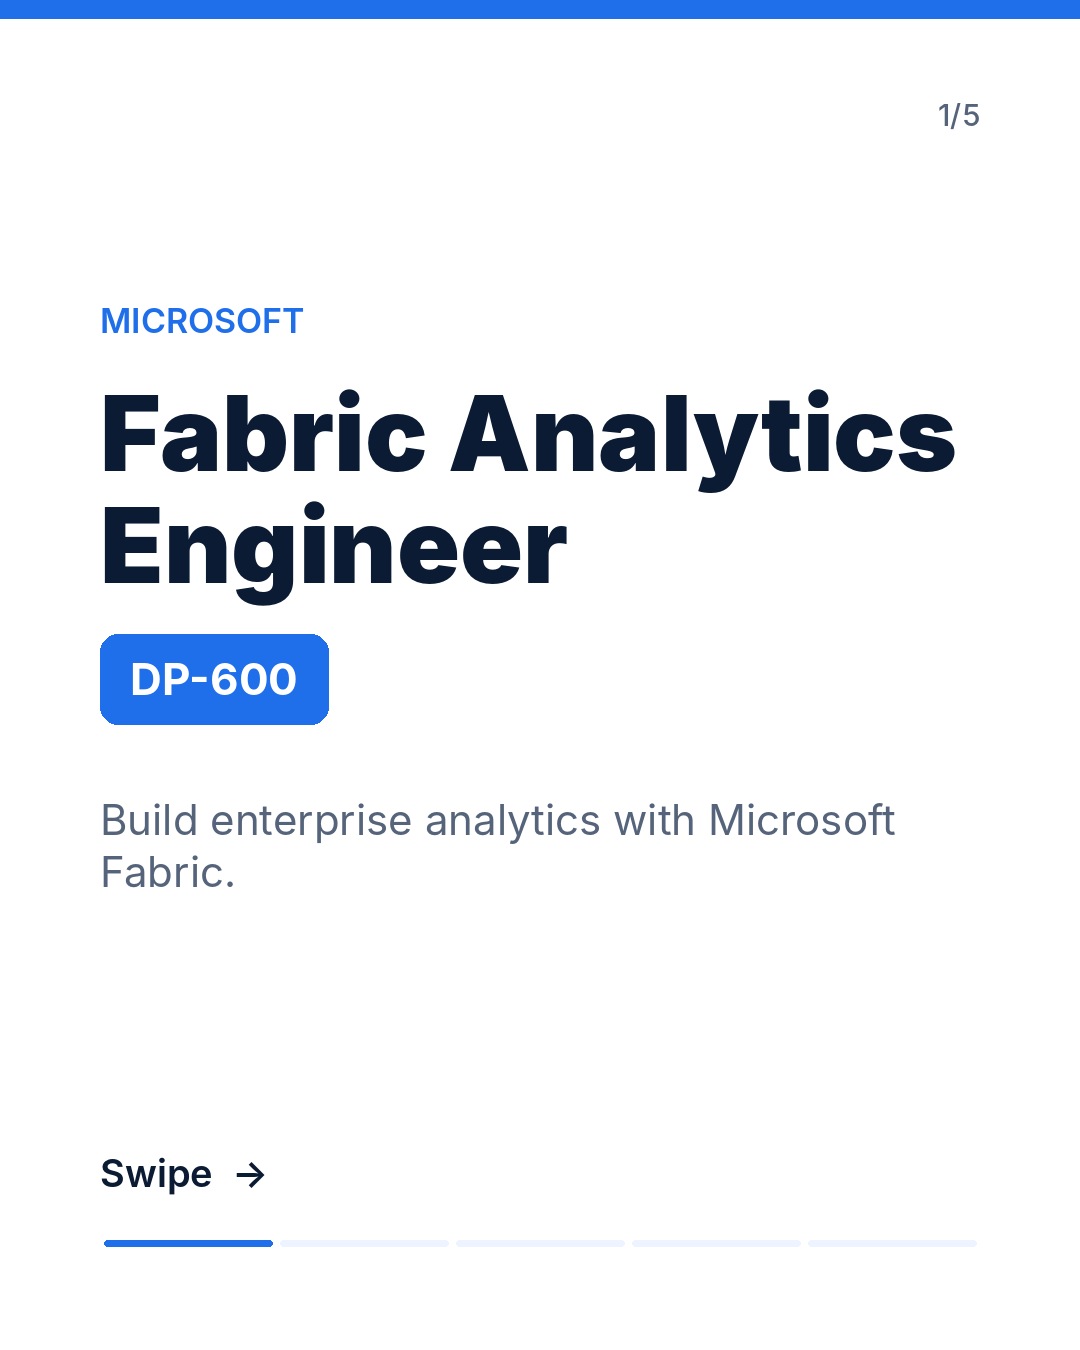 1/5
MICROSOFT
Fabric Analytics
Engineer
DP-600
Build enterprise analytics with Microsoft
Fabric.
Swipe →